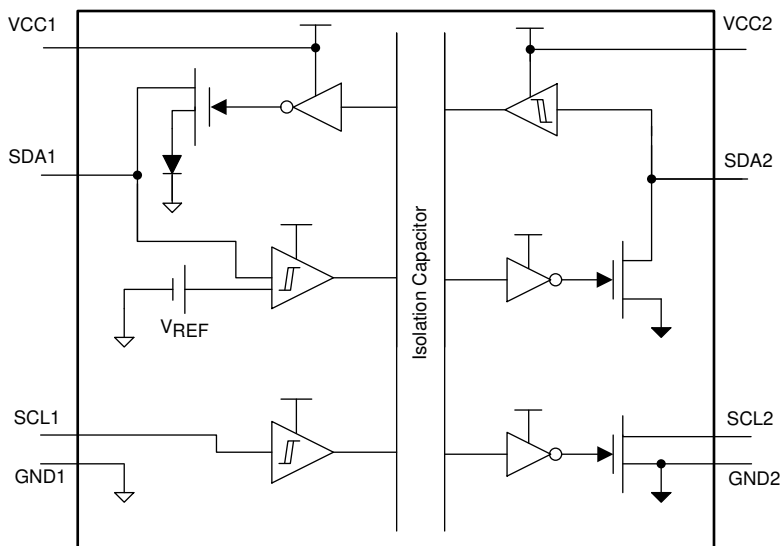 VCC1
VCC2
SDA1
SDA2
Isolation Capacitor
VREF
SCL1
SCL2
GND1
GND2